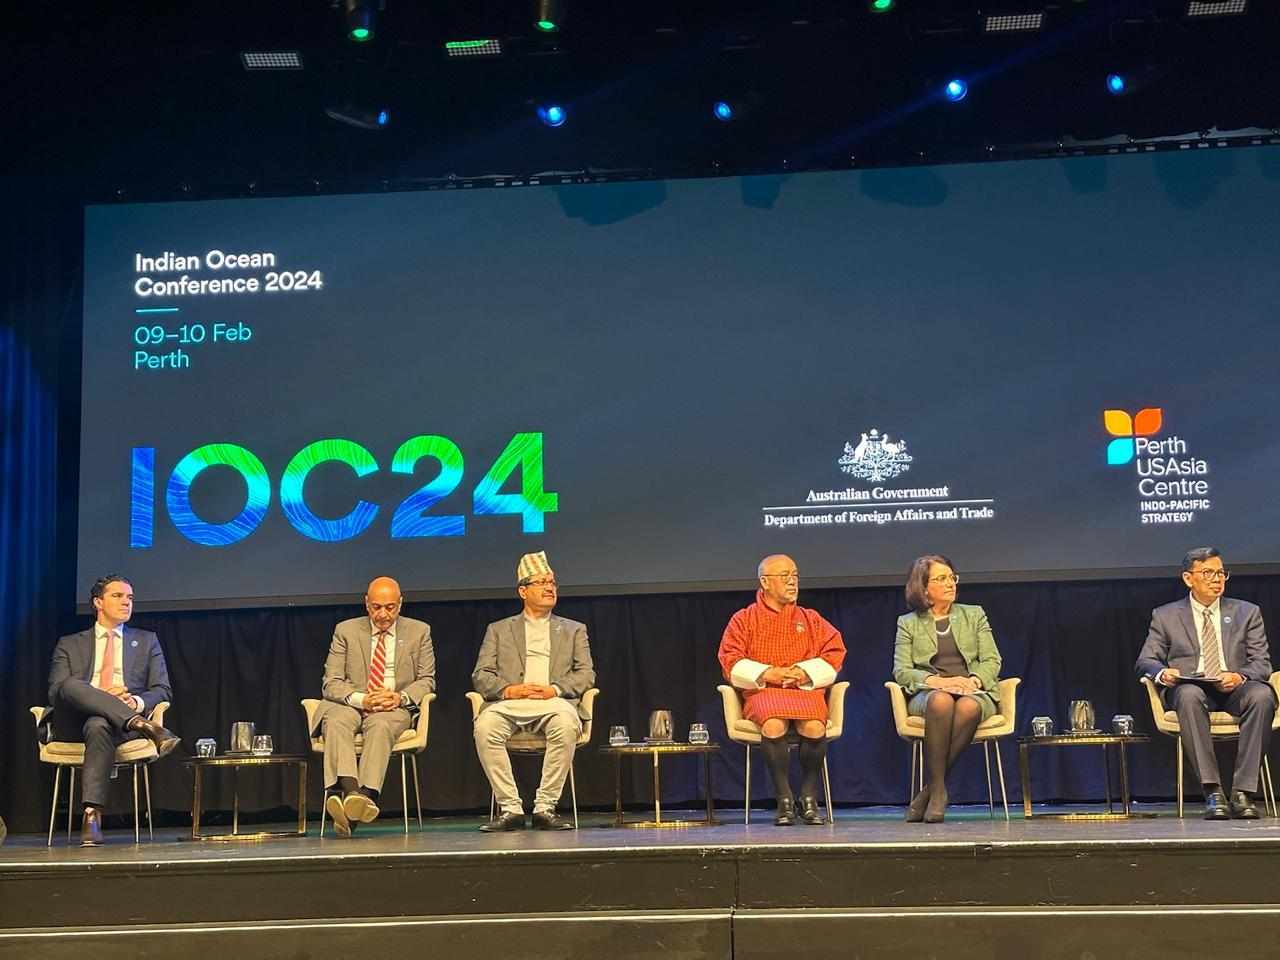 Indian Ocean
Conference 2024
09–10 Feb
Perth
IOC24
Australian Government
Department of Foreign Affairs and Trade
Perth
USAsia
Centre
INDO-PACIFIC
STRATEGY